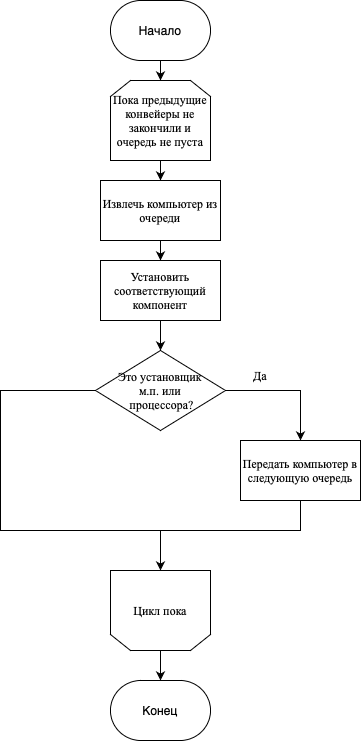 Начало
Пока предыдущие
конвейеры не
закончили и
очередь не пуста
Извлечь компьютер из
очереди
Установить
соответствующий
компонент
Это установщик
м.п. или
процессора?
Да
Передать компьютер в
следующую очередь
Цикл пока
Конец